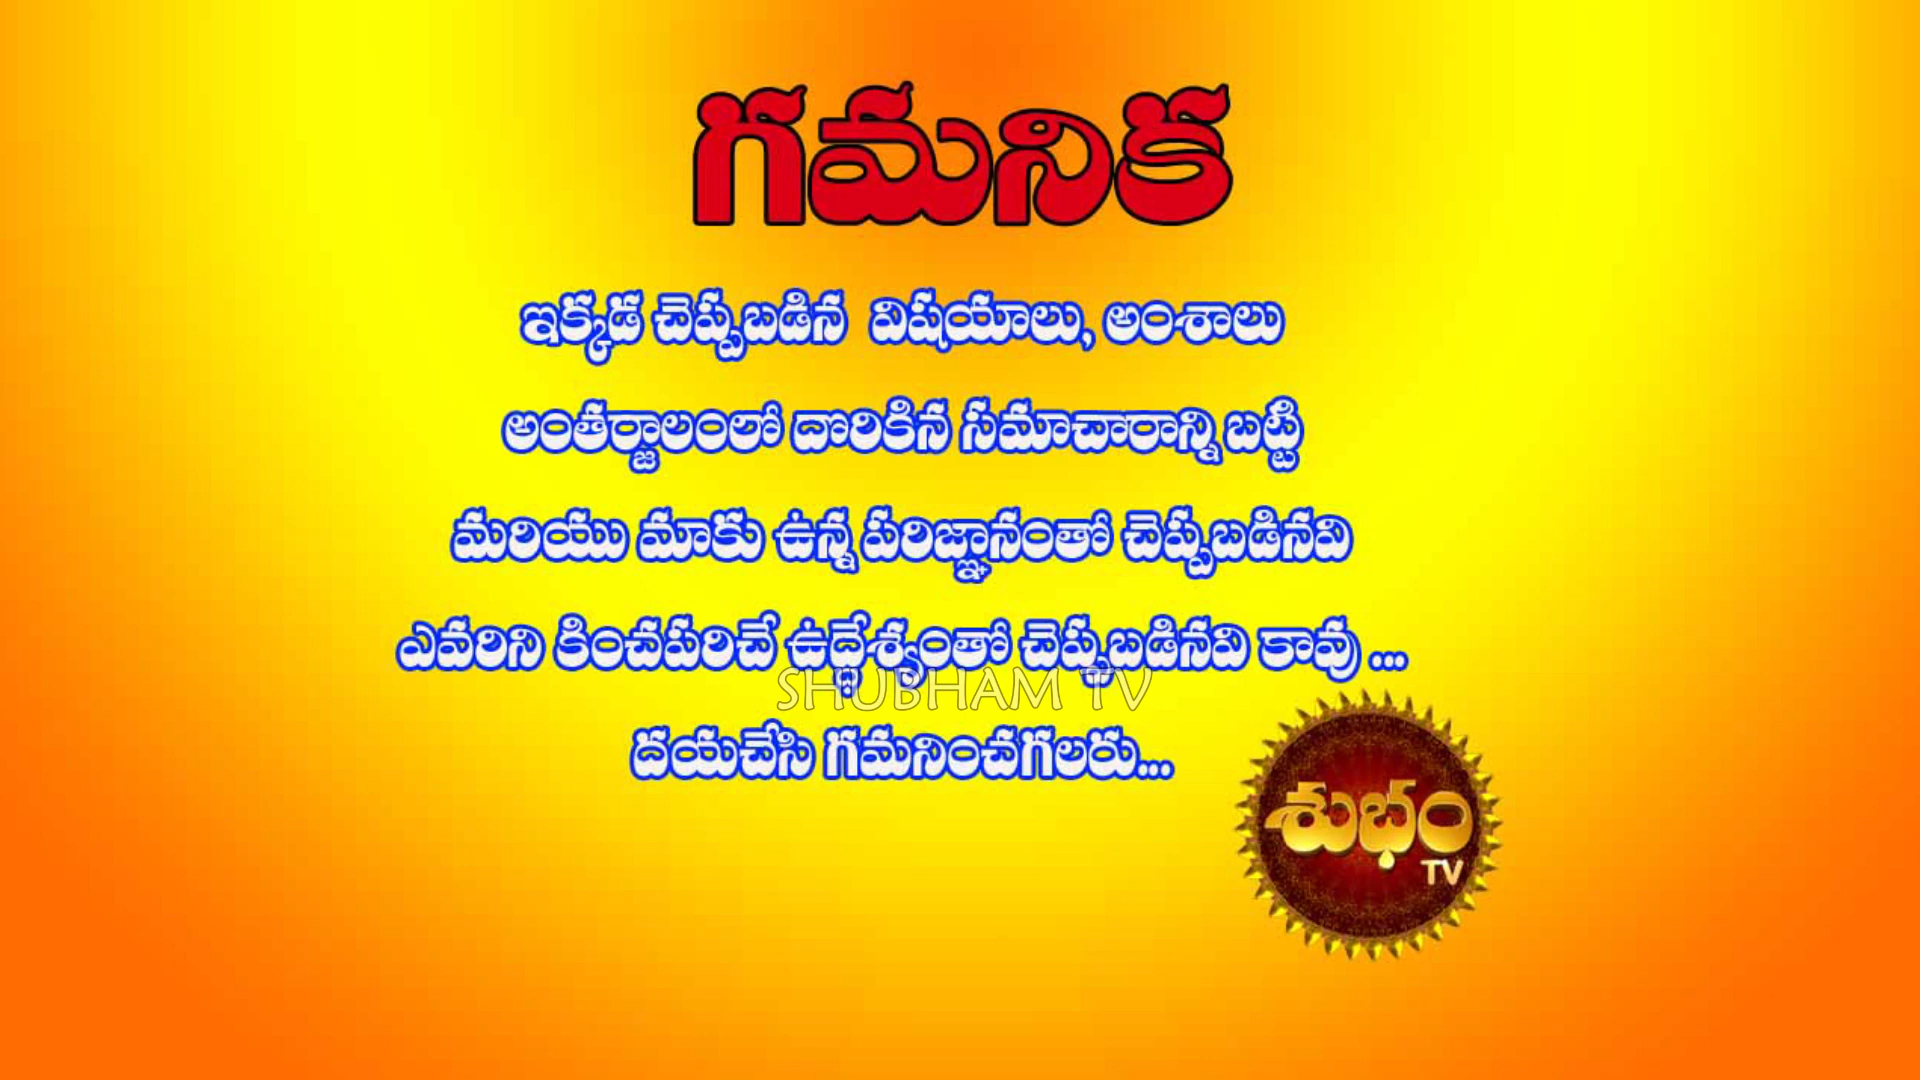 గమనిక
ఇక్కడ చెప్పబడిన విషయాలు, అంశాలు
అంతర్జాలంలో దొరికిన సమాచారాన్ని బట్టి
మరియు మాకు ఉన్న పరిజ్ఞానంతో చెప్పబడినవి
ఎవరిని కించపరిచే ఉద్ధేశ్యంతో చెప్పబడినవి కావు ...
SHUBHAM TV
దయచేసి గమనించగలరు...
శుభం
TV